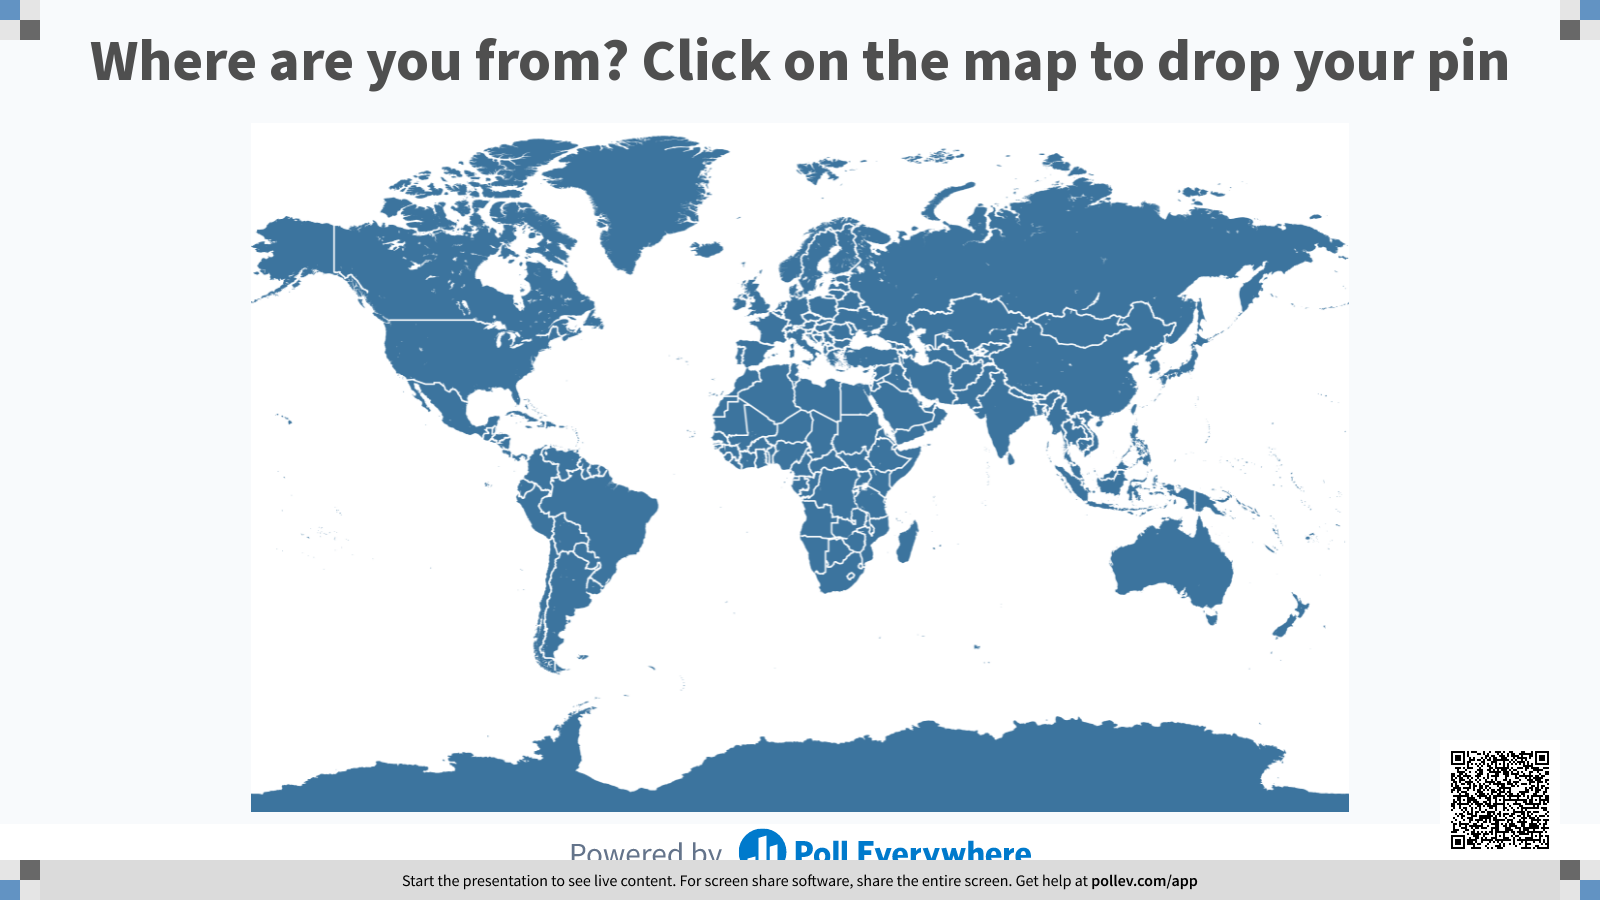 Where are you from? Click on the map to drop your pin
Powered by Poll Everywhere
Start the presentation to see live content. For screen share software, share the entire screen. Get help at pollev.com/app